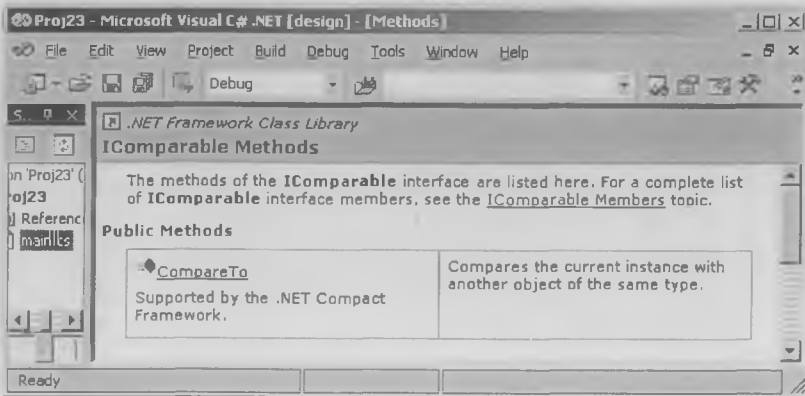 Proj23 - Microsoft Visual C# .NET [design] - [Methods]
File Edit View Project Build Debug Tools Window Help
Debug
S..
.NET Framework Class Library
IComparable Methods
on 'Proj23' (
roj23
Referenc
The methods of the IComparable interface are listed here. For a complete list
of IComparable interface members, see the IComparable Members topic.
Public Methods
CompareTo
Supported by the .NET Compact
Framework.
Compares the current instance with
another object of the same type.
Ready